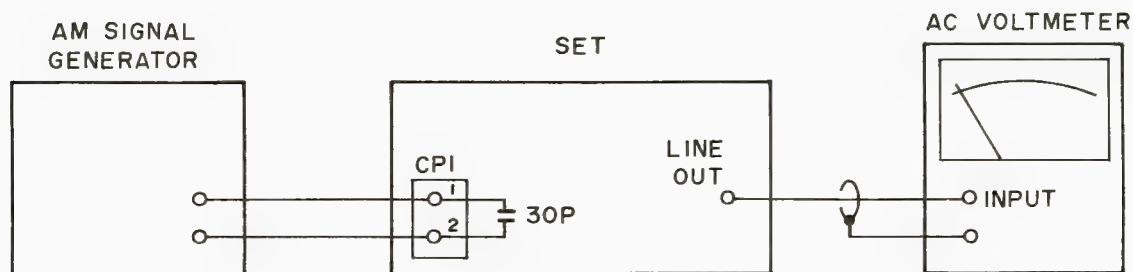 AM SIGNAL
GENERATOR
SET
AC VOLTMETER
CP1
1
2
30P
LINE
OUT
INPUT